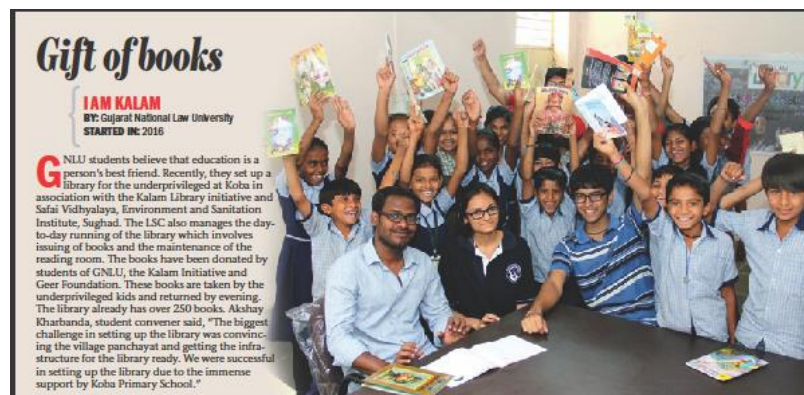 Gift of books
I AM KALAM
BY: Gujarat National Law University
STARTED IN: 2016
GNLU students believe that education is a
person's best friend. Recently, they set up a
library for the underprivileged at Koba in
association with the Kalam Library initiative and
Safai Vidhyalaya, Environment and Sanitation
Institute, Sughad. The LSC also manages the day-
to-day running of the library which involves
issuing of books and the maintenance of the
reading room. The books have been donated by
students of GNLU, the Kalam Initiative and
Geer Foundation. These books are taken by the
underprivileged kids and returned by evening.
The library already has over 250 books. Akshay
Kharbanda, student convener said, "The biggest
challenge in setting up the library was convinc-
ing the village panchayat and getting the infra-
structure for the library ready. We were successful
in setting up the library due to the immense
support by Koba Primary School."
Library